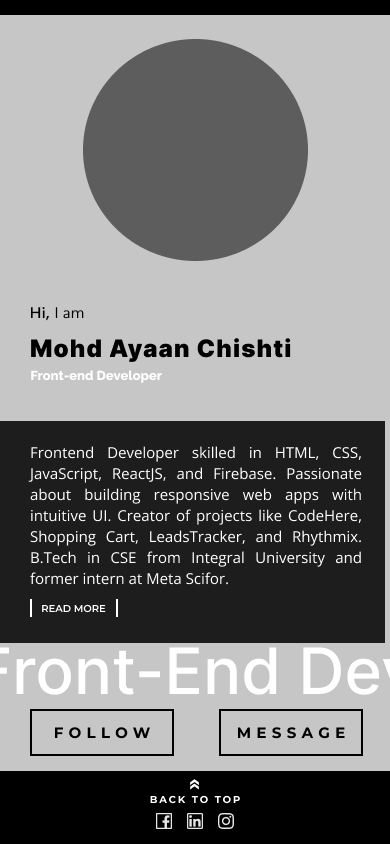 Hi, I am
Mohd Ayaan Chishti
Front-end Developer
Frontend Developer skilled in HTML, CSS,
JavaScript, ReactJS, and Firebase. Passionate
about building responsive web apps with
intuitive UI. Creator of projects like CodeHere,
Shopping Cart, LeadsTracker, and Rhythmix.
B.Tech in CSE from Integral University and
former intern at Meta Scifor.
READ MORE
Front-End Dev
FOLLOW
MESSAGE
BACK TO TOP